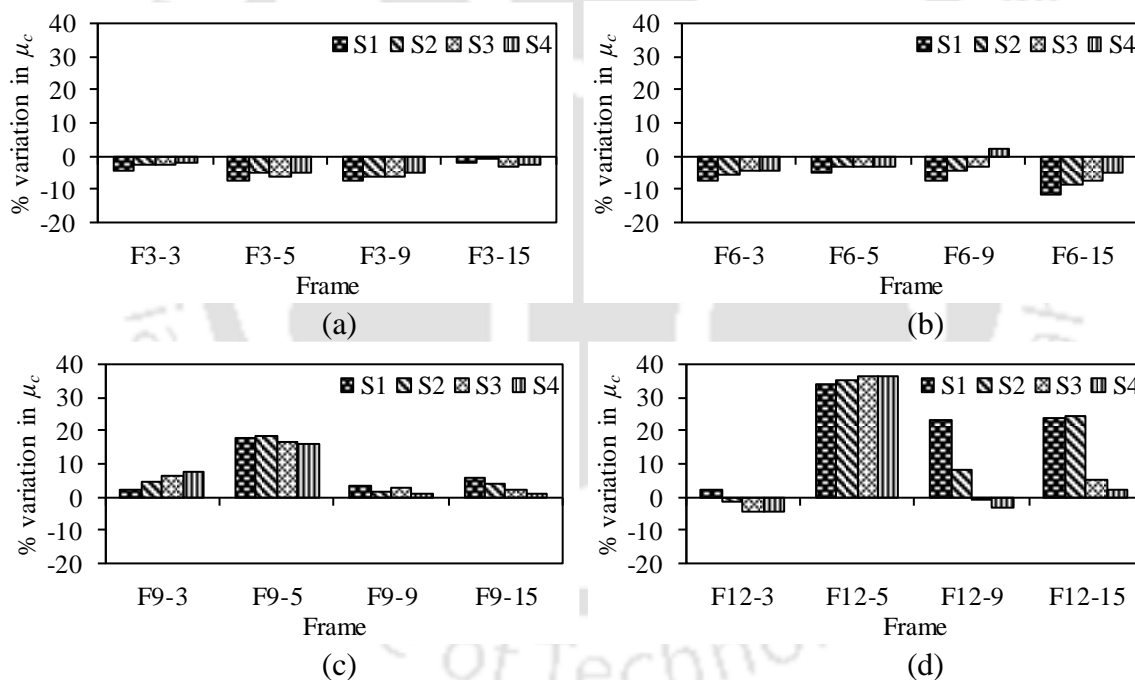 % variation in μc
40
30
20
10
0
-10
-20
S1 S2 S3 S4
F3-3 F3-5 F3-9 F3-15
Frame
(a)
% variation in μc
40
30
20
10
0
-10
-20
S1 S2 S3 S4
F6-3 F6-5 F6-9 F6-15
Frame
(b)
% variation in μc
40
30
20
10
0
-10
-20
S1 S2 S3 S4
F9-3 F9-5 F9-9 F9-15
Frame
(c)
% variation in μc
40
30
20
10
0
-10
-20
S1 S2 S3 S4
F12-3 F12-5 F12-9 F12-15
Frame
(d)
of Techno